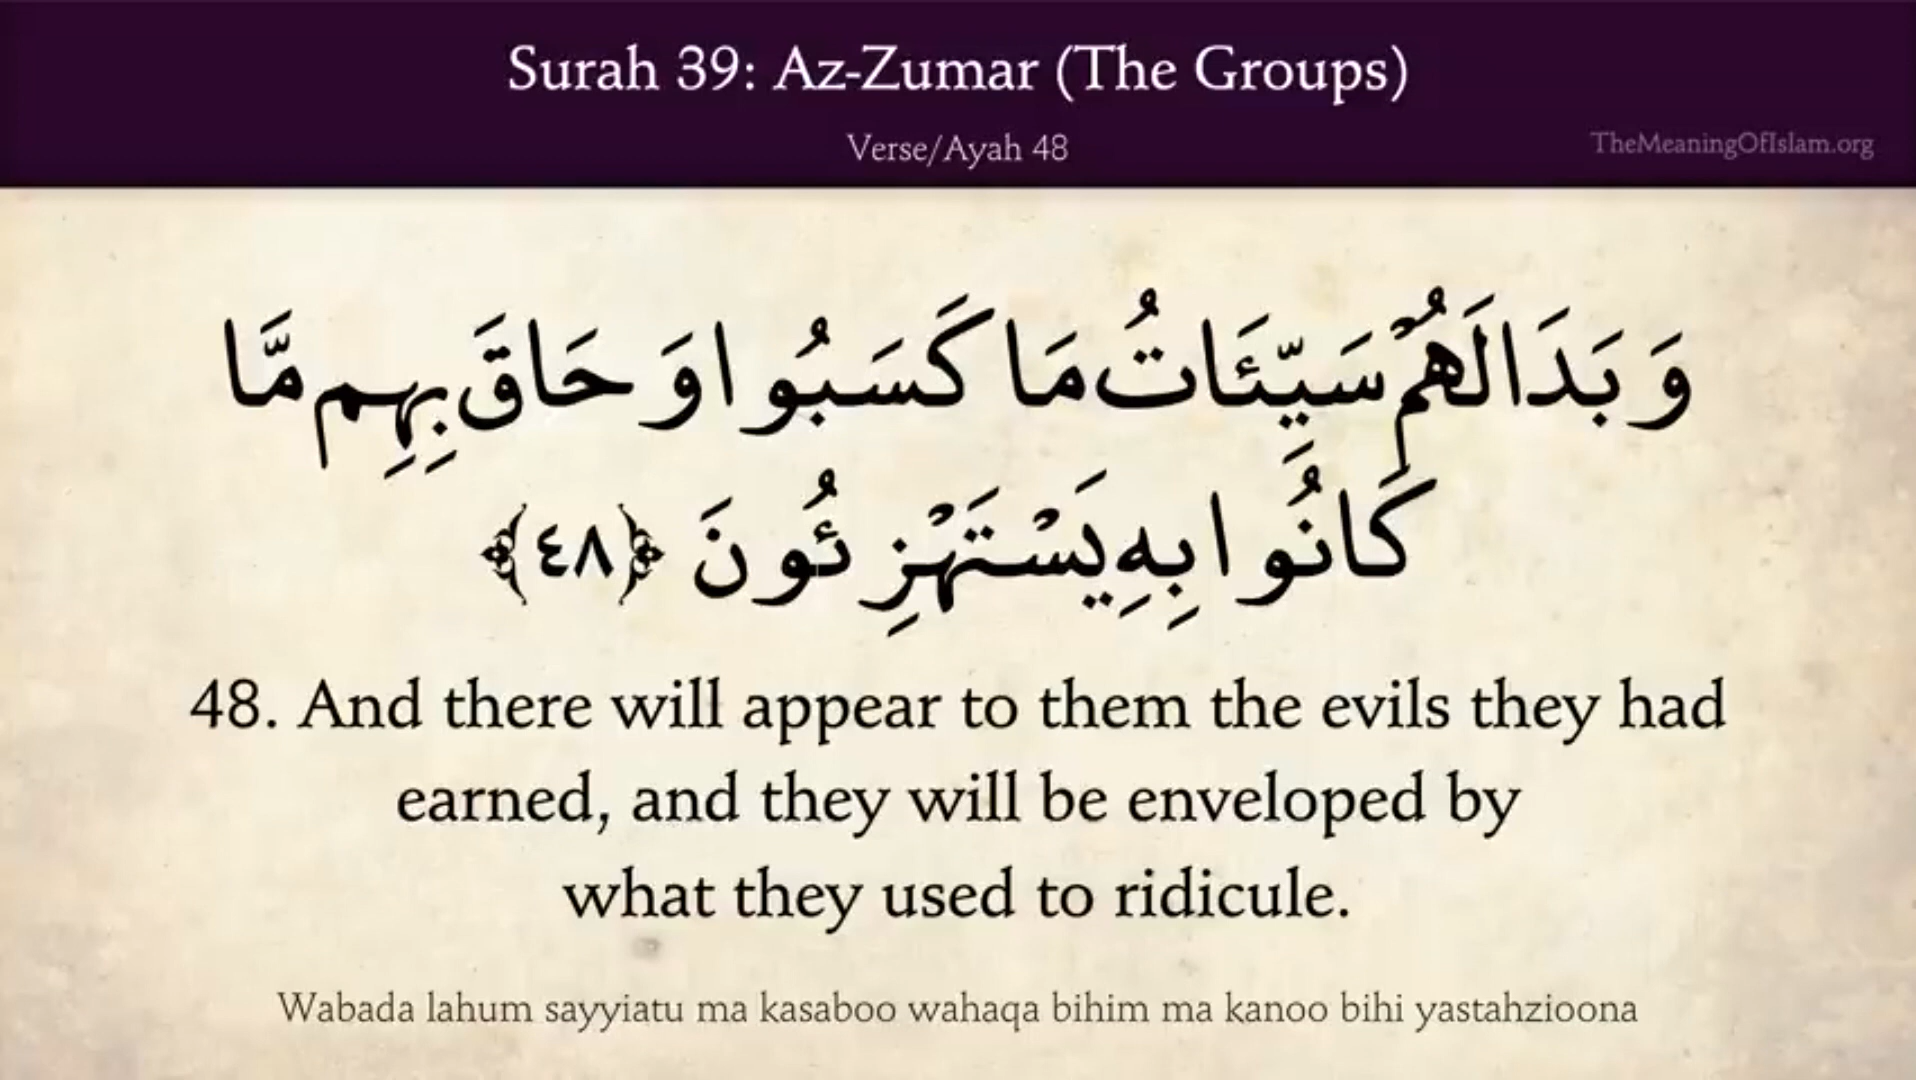 Surah 39: Az-Zumar (The Groups)
Verse/Ayah 48
TheMeaningOfIslam.org
وَبَدَا لَهُمْ سَيِّئَاتُ مَا كَسَبُوا وَحَاقَ بِهِم مَّا
كَانُوا بِهِ يَسْتَهْزِئُونَ ﴿٤٨﴾
48. And there will appear to them the evils they had
earned, and they will be enveloped by
what they used to ridicule.
Wabada lahum sayyiatu ma kasaboo wahaqa bihim ma kanoo bihi yastahzioona